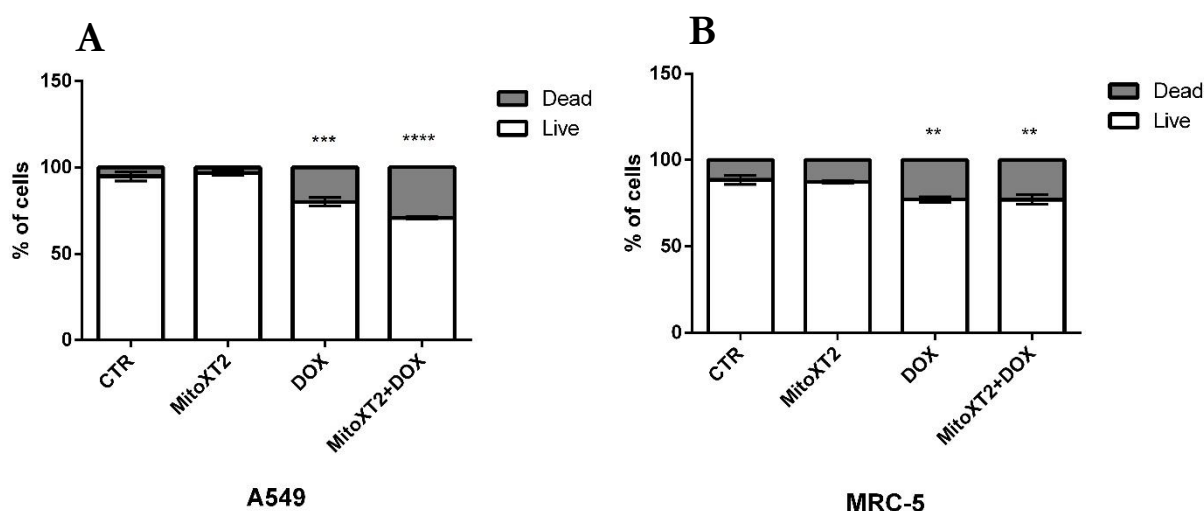 A
150
100
50
0
% of cells
Dead
Live
***
****
CTR
MitoXT2
DOX
MitoXT2+DOX
A549
B
150
100
50
0
% of cells
Dead
Live
**
**
CTR
MitoXT2
DOX
MitoXT2+DOX
MRC-5